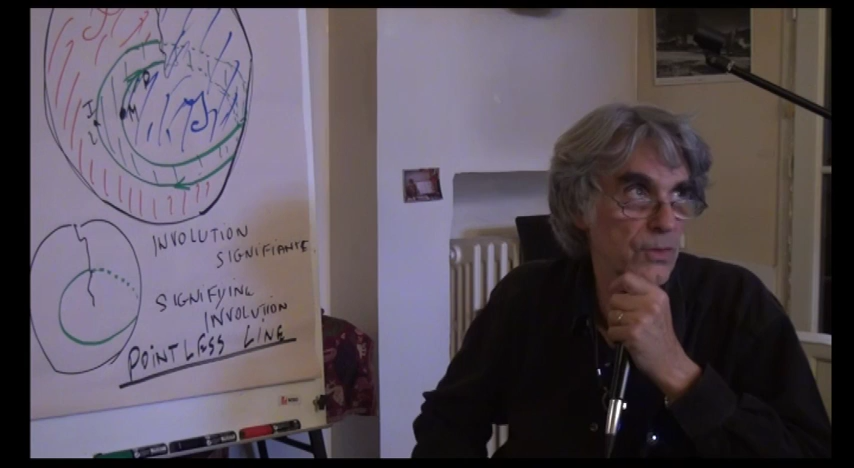 INVOLUTION
SIGNIFIANTE
SIGNIFYING
INVOLUTION
POINTLESS LINE